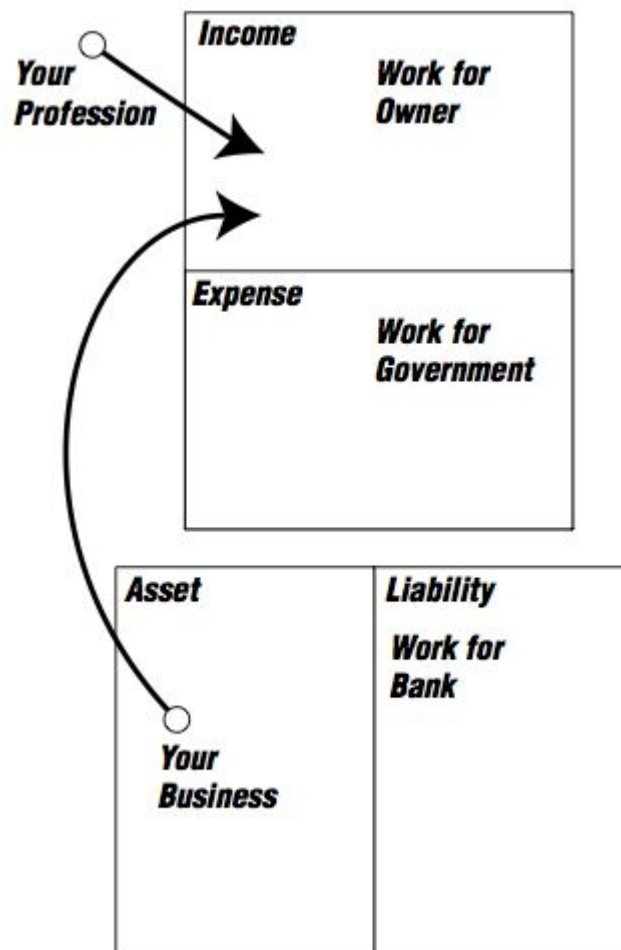 Income
Your
Profession
Work for
Owner
Expense
Work for
Government
Asset
Your
Business
Liability
Work for
Bank